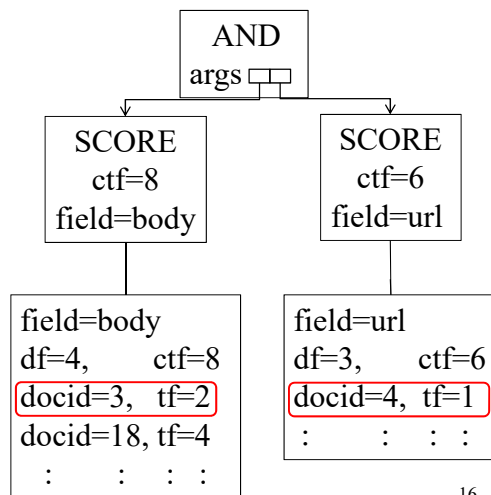 AND
args
SCORE
ctf=8
field=body
SCORE
ctf=6
field=url
field=body
df=4, ctf=8
docid=3, tf=2
docid=18, tf=4
: : : :
field=url
df=3, ctf=6
docid=4, tf=1
: : : :
16